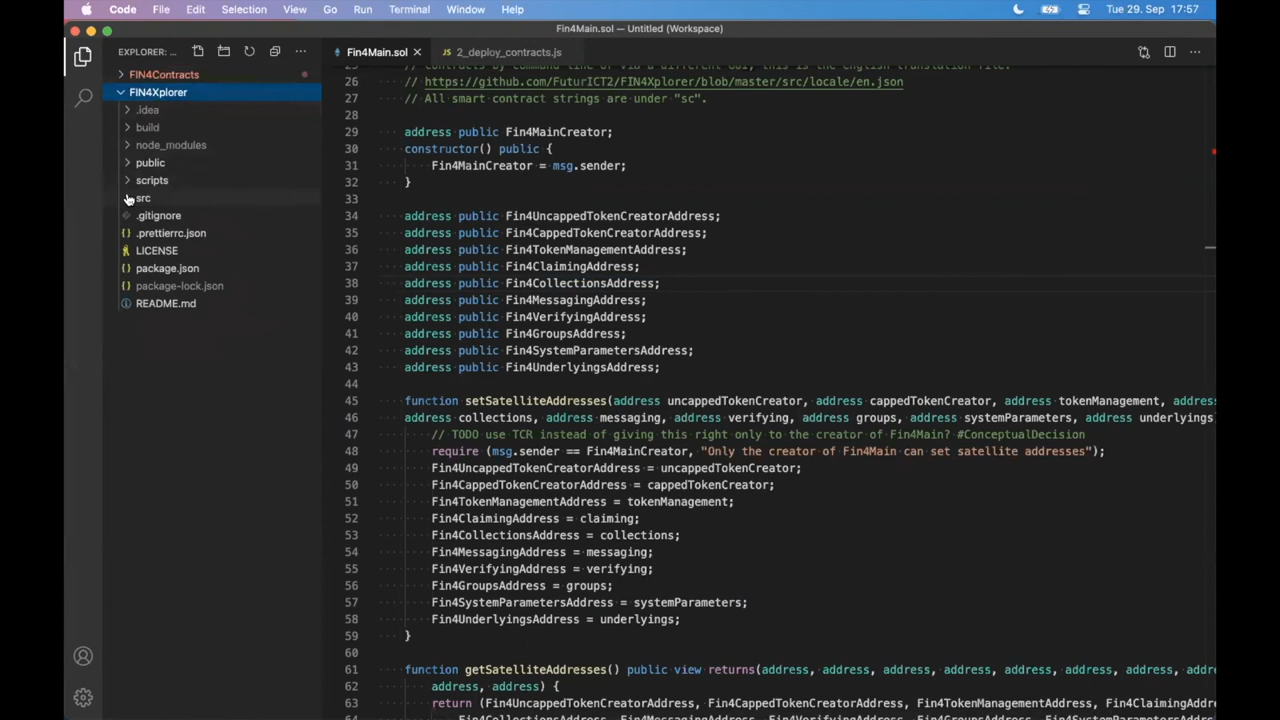 Code File Edit Selection View Go Run Terminal Window Help Tue 29. Sep 17:57
Fin4Main.sol — Untitled (Workspace)
EXPLORER: ...
Fin4Main.sol
JS 2_deploy_contracts.js
FIN4Contracts
FIN4Xplorer
.idea
build
node_modules
public
scripts
src
.gitignore
{} .prettierrc.json
LICENSE
{} package.json
{} package-lock.json
README.md
26 // https://github.com/FuturICT2/FIN4Xplorer/blob/master/src/locale/en.json
27 // All smart contract strings are under "sc".
28
29 address public Fin4MainCreator;
30 constructor() public {
31 Fin4MainCreator = msg.sender;
32 }
33
34 address public Fin4UncappedTokenCreatorAddress;
35 address public Fin4CappedTokenCreatorAddress;
36 address public Fin4TokenManagementAddress;
37 address public Fin4ClaimingAddress;
38 address public Fin4CollectionsAddress;
39 address public Fin4MessagingAddress;
40 address public Fin4VerifyingAddress;
41 address public Fin4GroupsAddress;
42 address public Fin4SystemParametersAddress;
43 address public Fin4UnderlyingsAddress;
44
45 function setSatelliteAddresses(address uncappedTokenCreator, address cappedTokenCreator, address tokenManagement, address
46 address collections, address messaging, address verifying, address groups, address systemParameters, address underlyings
47 // TODO use TCR instead of giving this right only to the creator of Fin4Main? #ConceptualDecision
48 require (msg.sender == Fin4MainCreator, "Only the creator of Fin4Main can set satellite addresses");
49 Fin4UncappedTokenCreatorAddress = uncappedTokenCreator;
50 Fin4CappedTokenCreatorAddress = cappedTokenCreator;
51 Fin4TokenManagementAddress = tokenManagement;
52 Fin4ClaimingAddress = claiming;
53 Fin4CollectionsAddress = collections;
54 Fin4MessagingAddress = messaging;
55 Fin4VerifyingAddress = verifying;
56 Fin4GroupsAddress = groups;
57 Fin4SystemParametersAddress = systemParameters;
58 Fin4UnderlyingsAddress = underlyings;
59 }
60
61 function getSatelliteAddresses() public view returns(address, address, address, address, address, address, address, addr
62 address, address) {
63 return (Fin4UncappedTokenCreatorAddress, Fin4CappedTokenCreatorAddress, Fin4TokenManagementAddress, Fin4ClaimingAddre